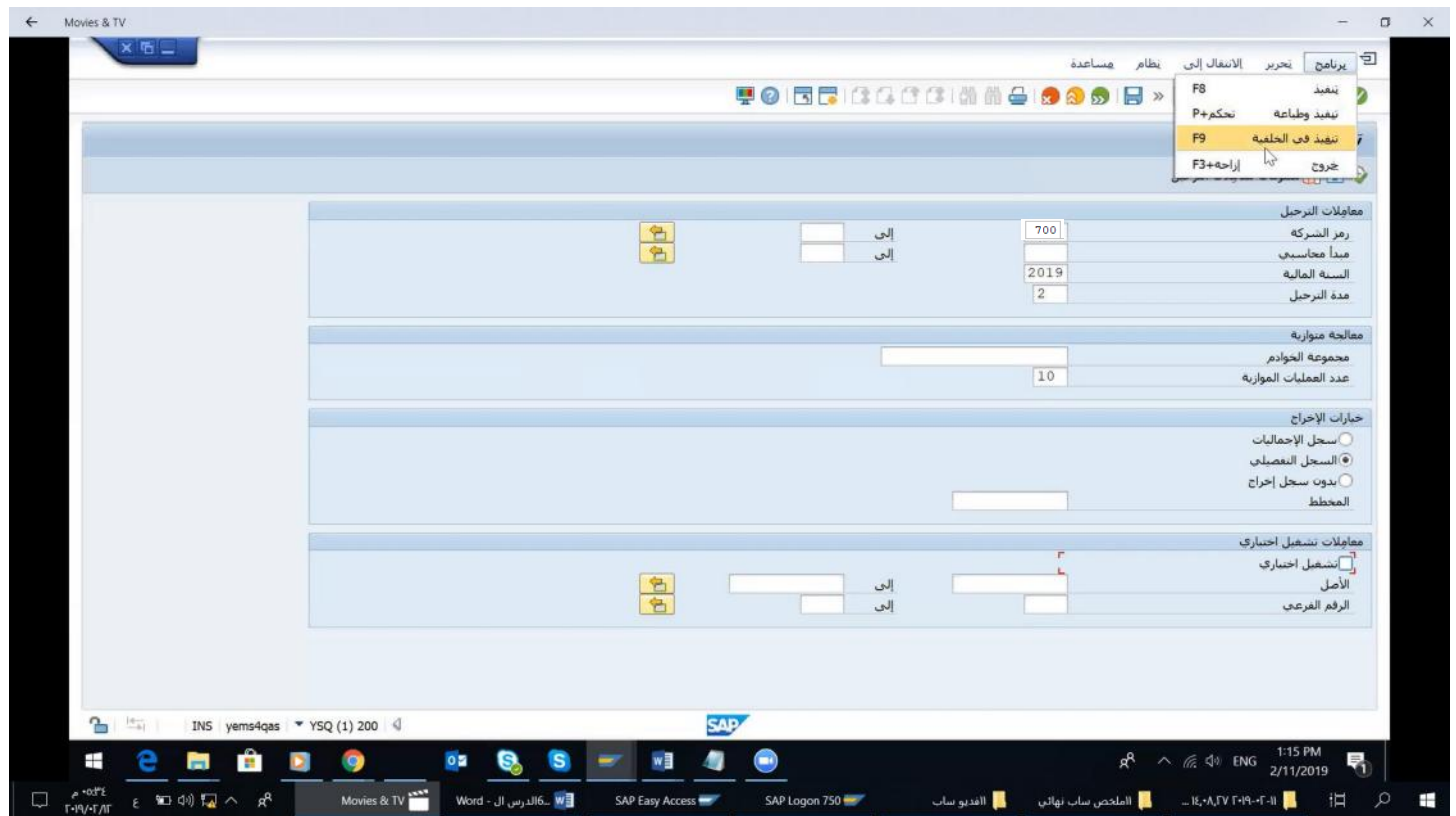 Movies & TV
برنامج تحرير الانتقال إلى نظام مساعدة
تنفيذ F8
تنفيذ وطباعة تحكم+P
تنفيذ في الخلفية F9
خروج إزاحة+F3
معاملات الترحيل
رمز الشركة 700 إلى
مبدأ محاسبي إلى
السنة المالية 2019
مدة الترحيل 2
معالجة متوازية
مجموعة الخوادم
عدد العمليات الموازية 10
خيارات الإخراج
سجل الإجماليات
السجل التفصيلي
بدون سجل إخراج
المخطط
معاملات تشغيل اختباري
تشغيل اختباري
الأصل إلى
الرقم الفرعي إلى
SAP
YSQ (1) 200 yems4qas INS
ENG 1:15 PM
2/11/2019
Movies & TV
6الدرس ال - Word
SAP Easy Access
SAP Logon 750
الملخص ساب نهائي